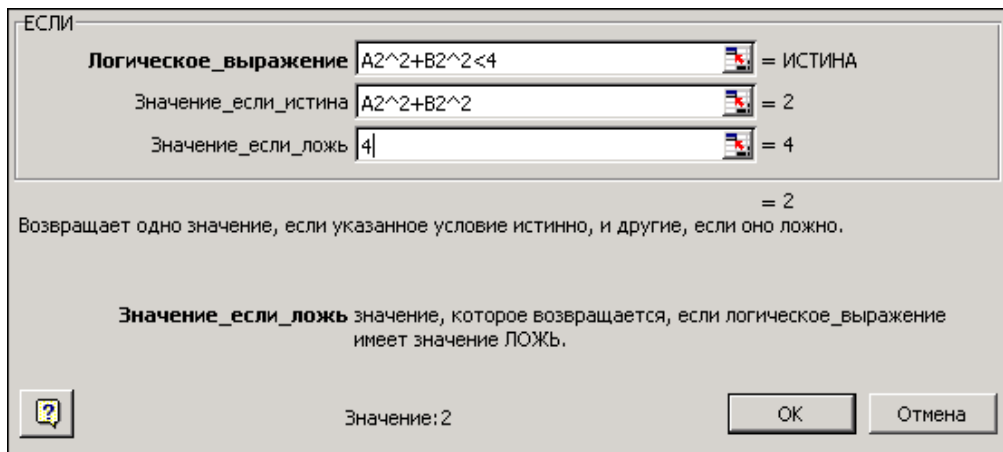 ЕСЛИ
Логическое_выражение A2^2+B2^2<4 = ИСТИНА
Значение_если_истина A2^2+B2^2 = 2
Значение_если_ложь 4 = 4
= 2
Возвращает одно значение, если указанное условие истинно, и другие, если оно ложно.
Значение_если_ложь значение, которое возвращается, если логическое_выражение
имеет значение ЛОЖЬ.
? Значение:2 OK Отмена